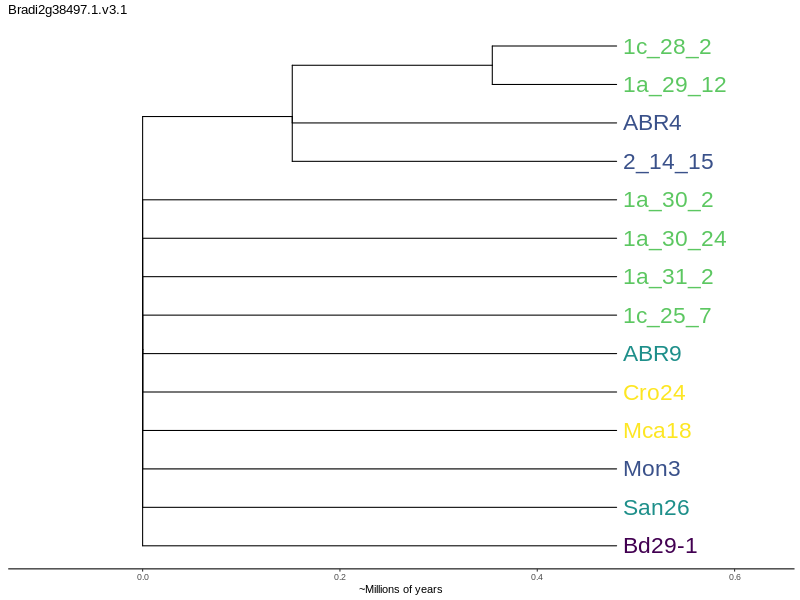 Bradi2g38497.1.v3.1
1c_28_2
1a_29_12
ABR4
2_14_15
1a_30_2
1a_30_24
1a_31_2
1c_25_7
ABR9
Cro24
Mca18
Mon3
San26
Bd29-1
0.0 0.2 0.4 0.6
~Millions of years